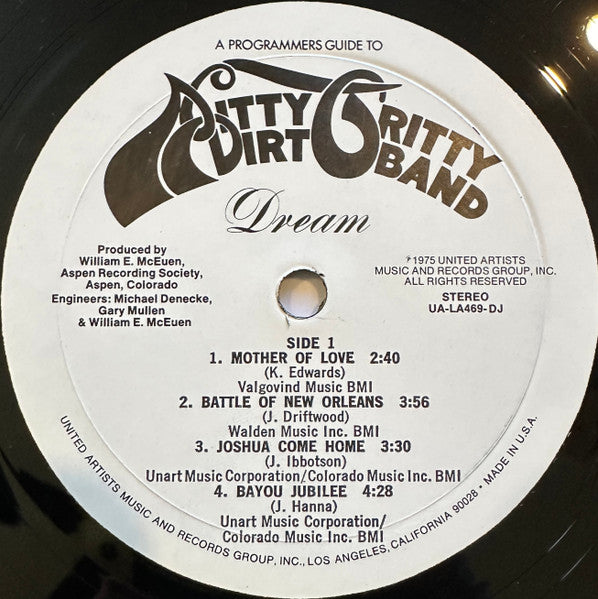 A PROGRAMMERS GUIDE TO
NITTY GRITTY
DIRT BAND
Dream
Produced by
William E. McEuen,
Aspen Recording Society,
Aspen, Colorado
Engineers: Michael Denecke,
Gary Mullen
& William E. McEuen
℗1975 UNITED ARTISTS
MUSIC AND RECORDS GROUP, INC.
ALL RIGHTS RESERVED
STEREO
UA-LA469-DJ
SIDE 1
1. MOTHER OF LOVE 2:40
(K. Edwards)
Valgovind Music BMI
2. BATTLE OF NEW ORLEANS 3:56
(J. Driftwood)
Walden Music Inc. BMI
3. JOSHUA COME HOME 3:30
(J. Ibbotson)
Unart Music Corporation/Colorado Music Inc. BMI
4. BAYOU JUBILEE 4:28
(J. Hanna)
Unart Music Corporation/
Colorado Music Inc. BMI
UNITED ARTISTS MUSIC AND RECORDS GROUP, INC., LOS ANGELES, CALIFORNIA 90028 • MADE IN U.S.A.